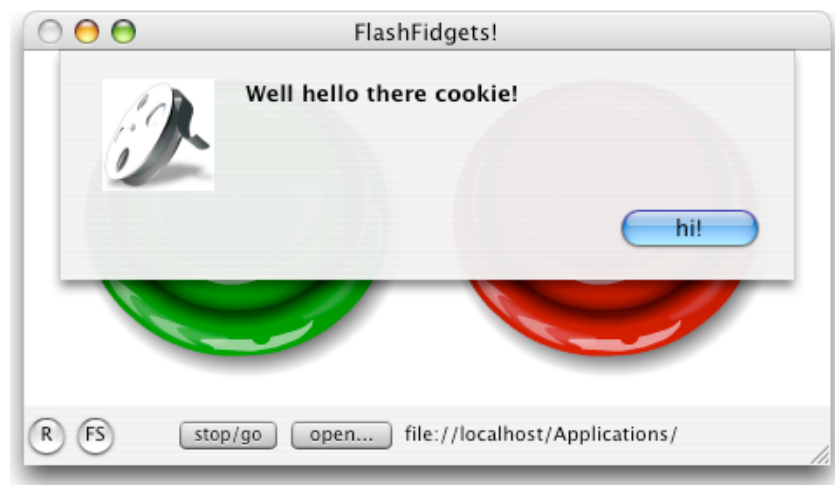 FlashFidgets!
Well hello there cookie!
hi!
R FS stop/go open... file://localhost/Applications/